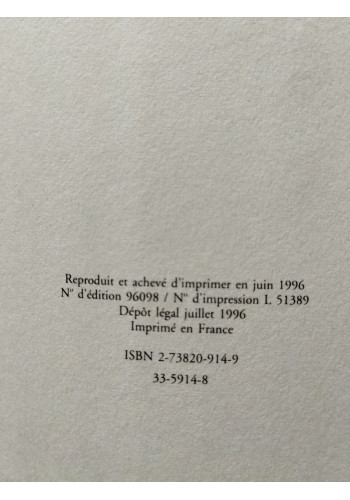 Reproduit et achevé d'imprimer en juin 1996
N° d'édition 96098 / N° d'impression L 51389
Dépôt légal juillet 1996
Imprimé en France
ISBN 2-73820-914-9
33-5914-8